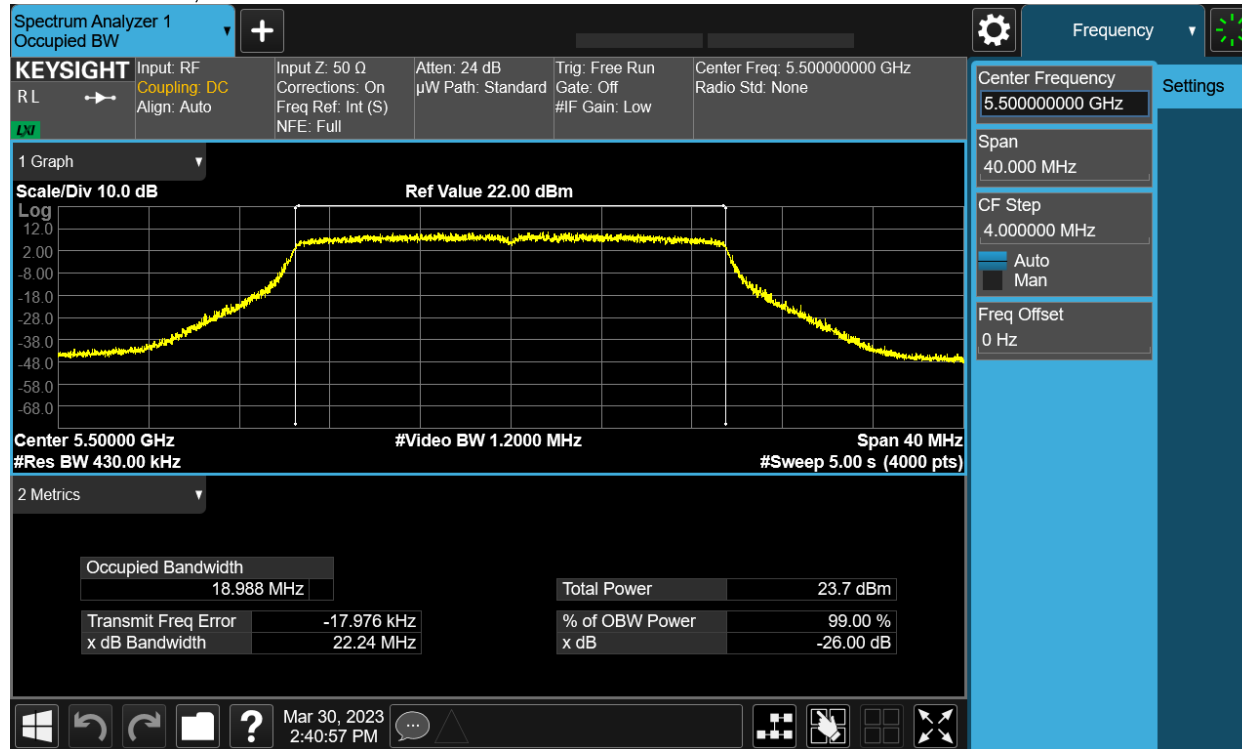 Spectrum Analyzer 1
Occupied BW
+
Frequency
KEYSIGHT
R L
LXI
Input: RF
Coupling: DC
Align: Auto
Input Z: 50 Ω
Corrections: On
Freq Ref: Int (S)
NFE: Full
Atten: 24 dB
µW Path: Standard
Trig: Free Run
Gate: Off
#IF Gain: Low
Center Freq: 5.500000000 GHz
Radio Std: None
Center Frequency
5.500000000 GHz
Settings
Span
40.000 MHz
CF Step
4.000000 MHz
Auto
Man
Freq Offset
0 Hz
1 Graph
Scale/Div 10.0 dB
Ref Value 22.00 dBm
Log
12.0
2.00
-8.00
-18.0
-28.0
-38.0
-48.0
-58.0
-68.0
Center 5.50000 GHz
#Video BW 1.2000 MHz
Span 40 MHz
#Res BW 430.00 kHz
#Sweep 5.00 s (4000 pts)
2 Metrics
Occupied Bandwidth
18.988 MHz
Total Power 23.7 dBm
Transmit Freq Error -17.976 kHz
% of OBW Power 99.00 %
x dB Bandwidth 22.24 MHz
x dB -26.00 dB
?
Mar 30, 2023
2:40:57 PM